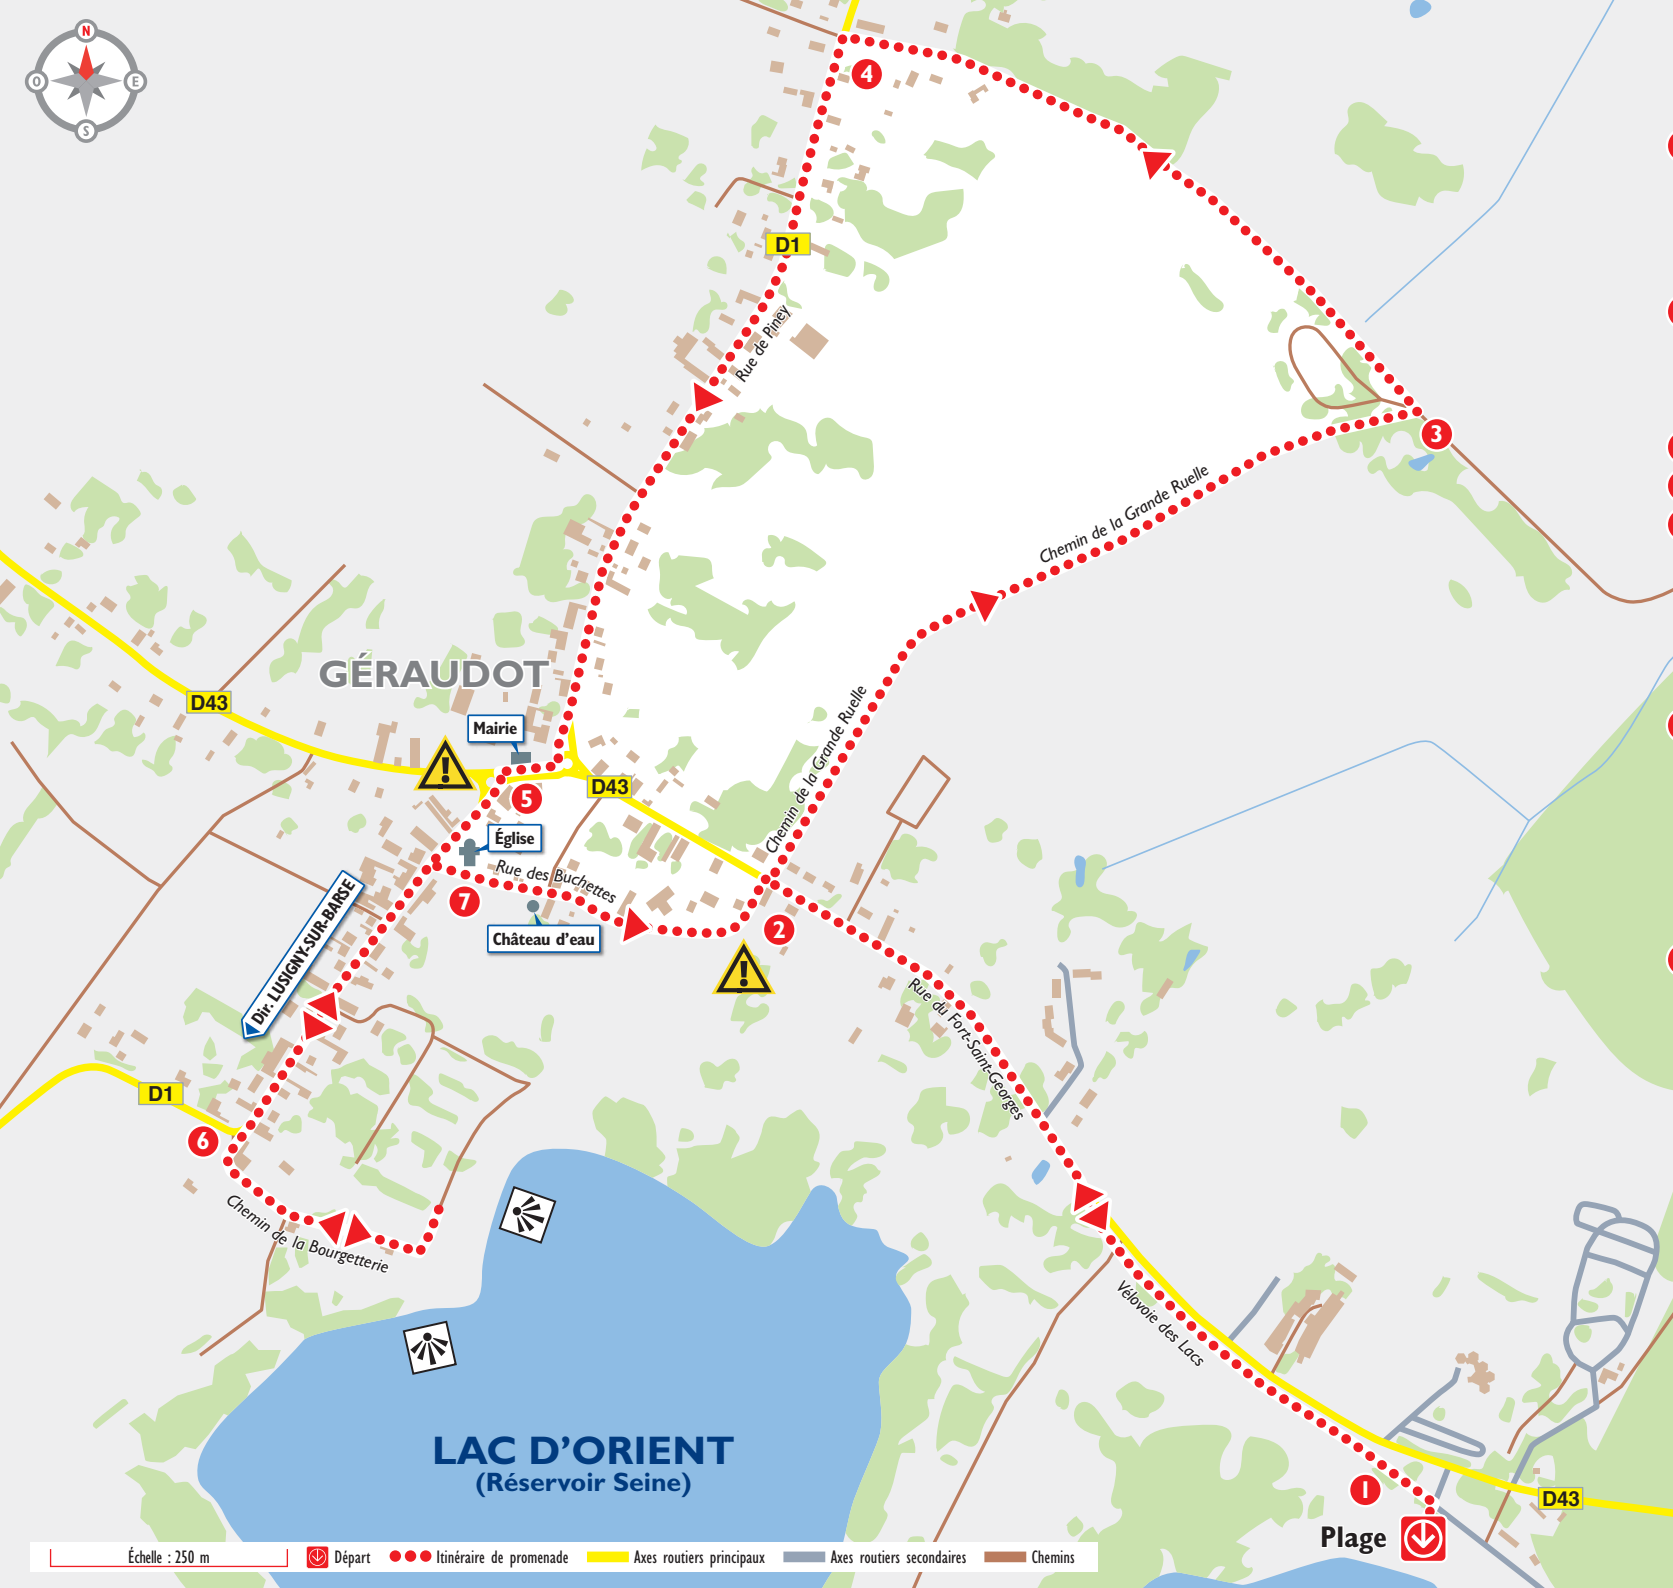 N
O
E
S
4
D1
Rue de Piney
3
Chemin de la Grande Ruelle
GÉRAUDOT
D43
Mairie
!
D43
5
Chemin de la Grande Ruelle
Église
Rue des Buchettes
7
Dir. LUSIGNY-SUR-BARSE
2
Château d'eau
!
Rue du Fort-Saint-Georges
D1
6
Chemin de la Bourgetterie
Vélovoie des Lacs
LAC D'ORIENT
(Réservoir Seine)
1
D43
Plage
Échelle : 250 m
Départ
Itinéraire de promenade
Axes routiers principaux
Axes routiers secondaires
Chemins